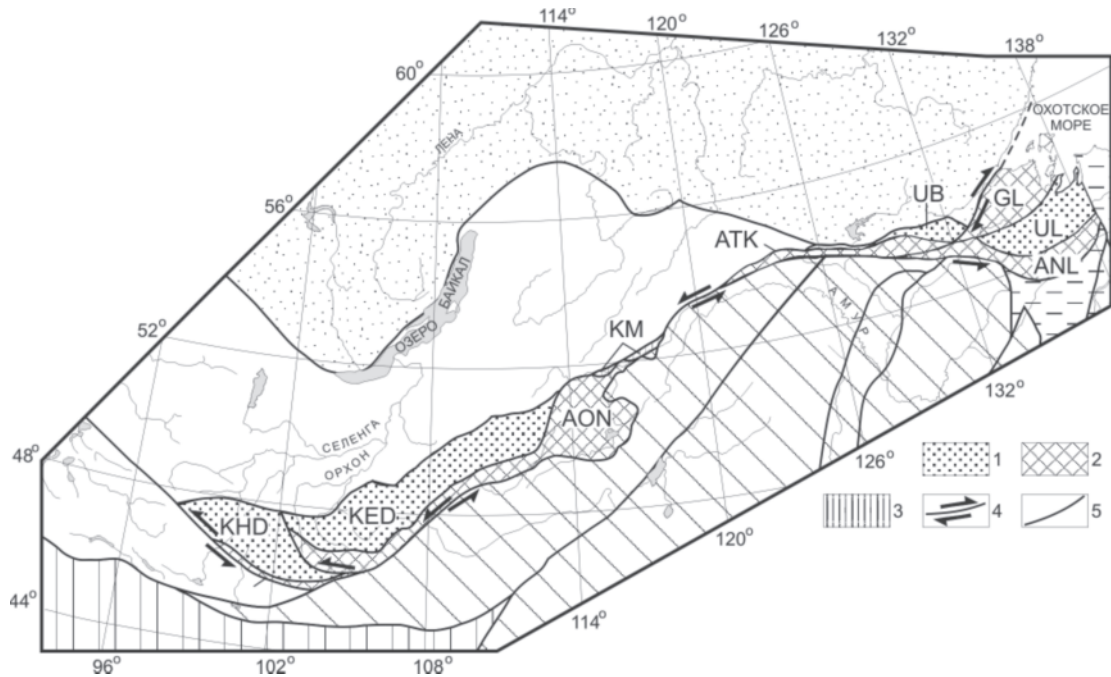 114°
120°
126°
132°
138°
60°
ОХОТСКОЕ
МОРЕ
ЛЕНА
UB
GL
56°
UL
ATK
ANL
ОЗЕРО БАЙКАЛ
АМУР
KM
52°
132°
AON
СЕЛЕНГА
48°
ОРХОН
126°
1
2
KHD
KED
3
4
5
120°
44°
114°
96°
102°
108°